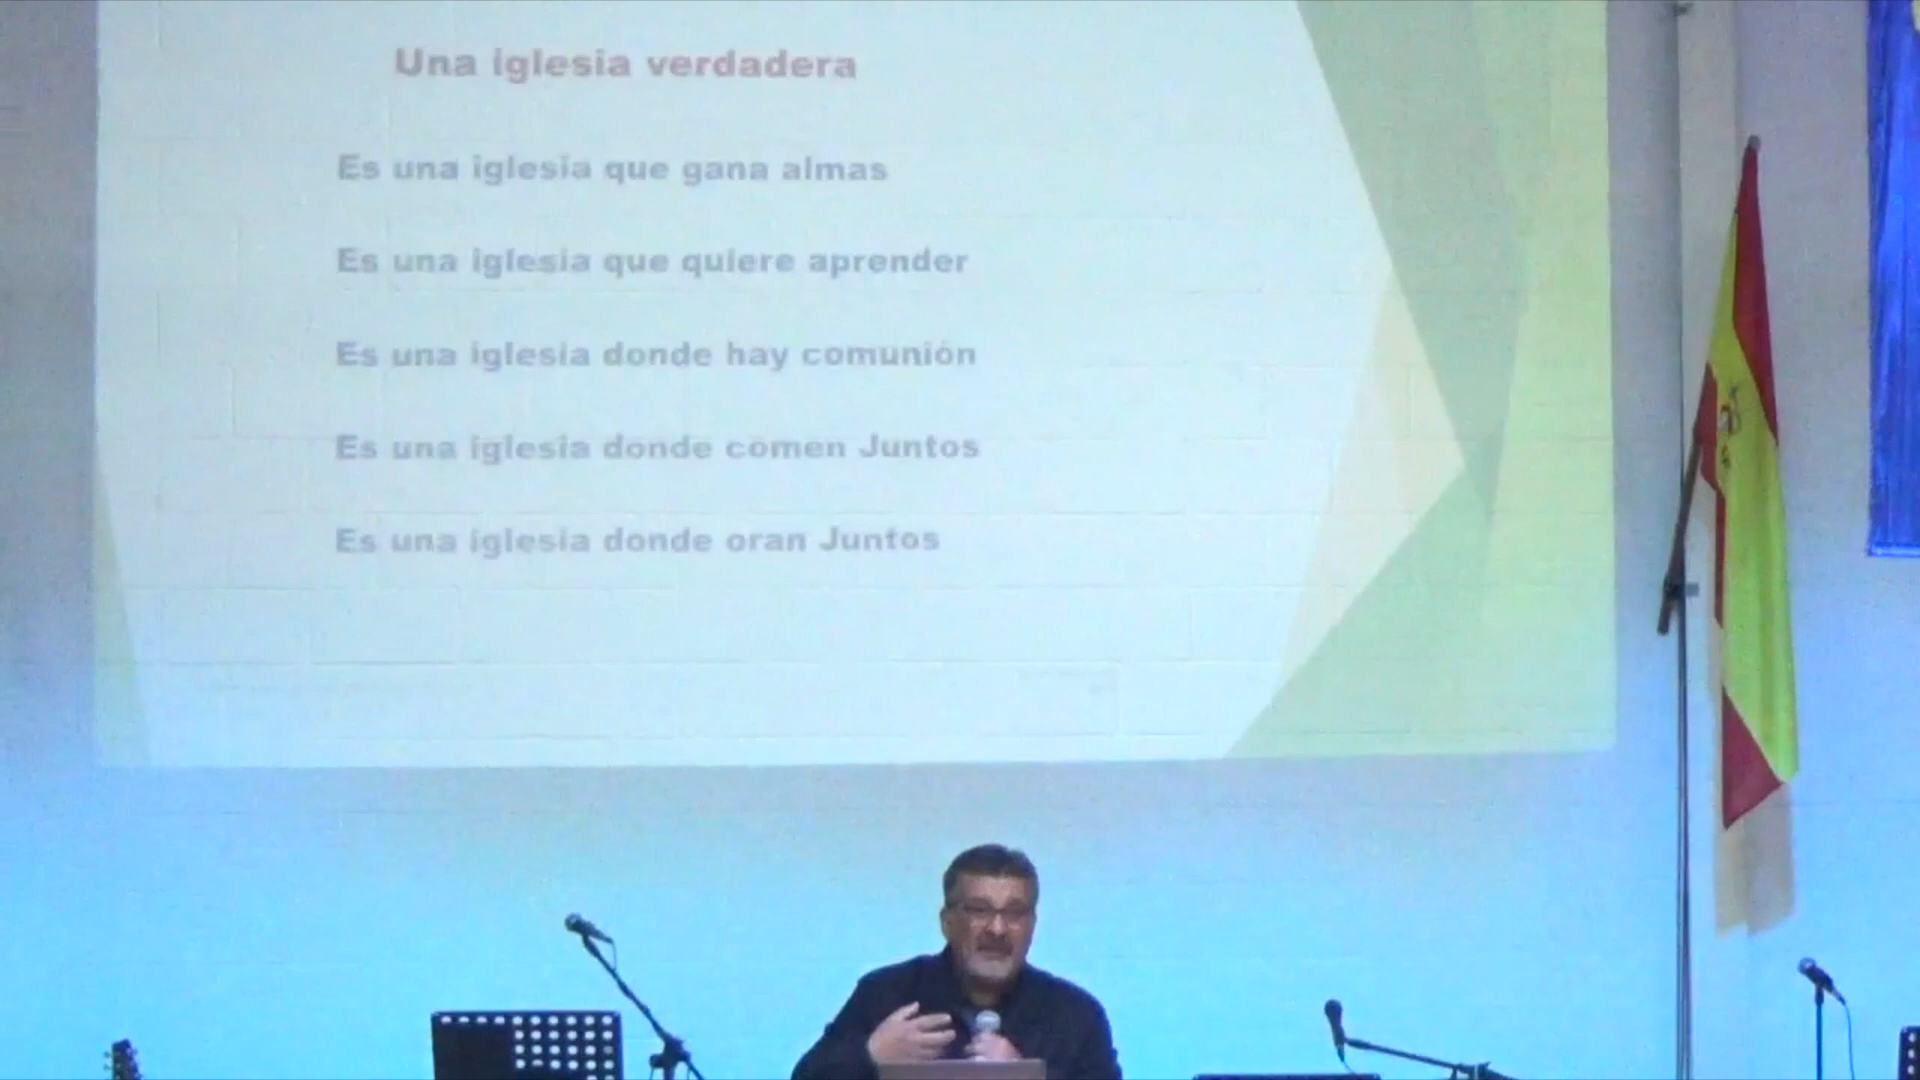 Una iglesia verdadera
Es una iglesia que gana almas
Es una iglesia que quiere aprender
Es una iglesia donde hay comunión
Es una iglesia donde comen Juntos
Es una iglesia donde oran Juntos